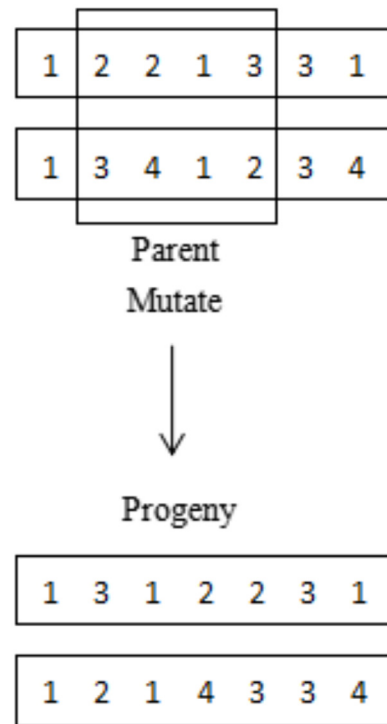 1 2 2 1 3 3 1
1 3 4 1 2 3 4
Parent
Mutate
Progeny
1 3 1 2 2 3 1
1 2 1 4 3 3 4